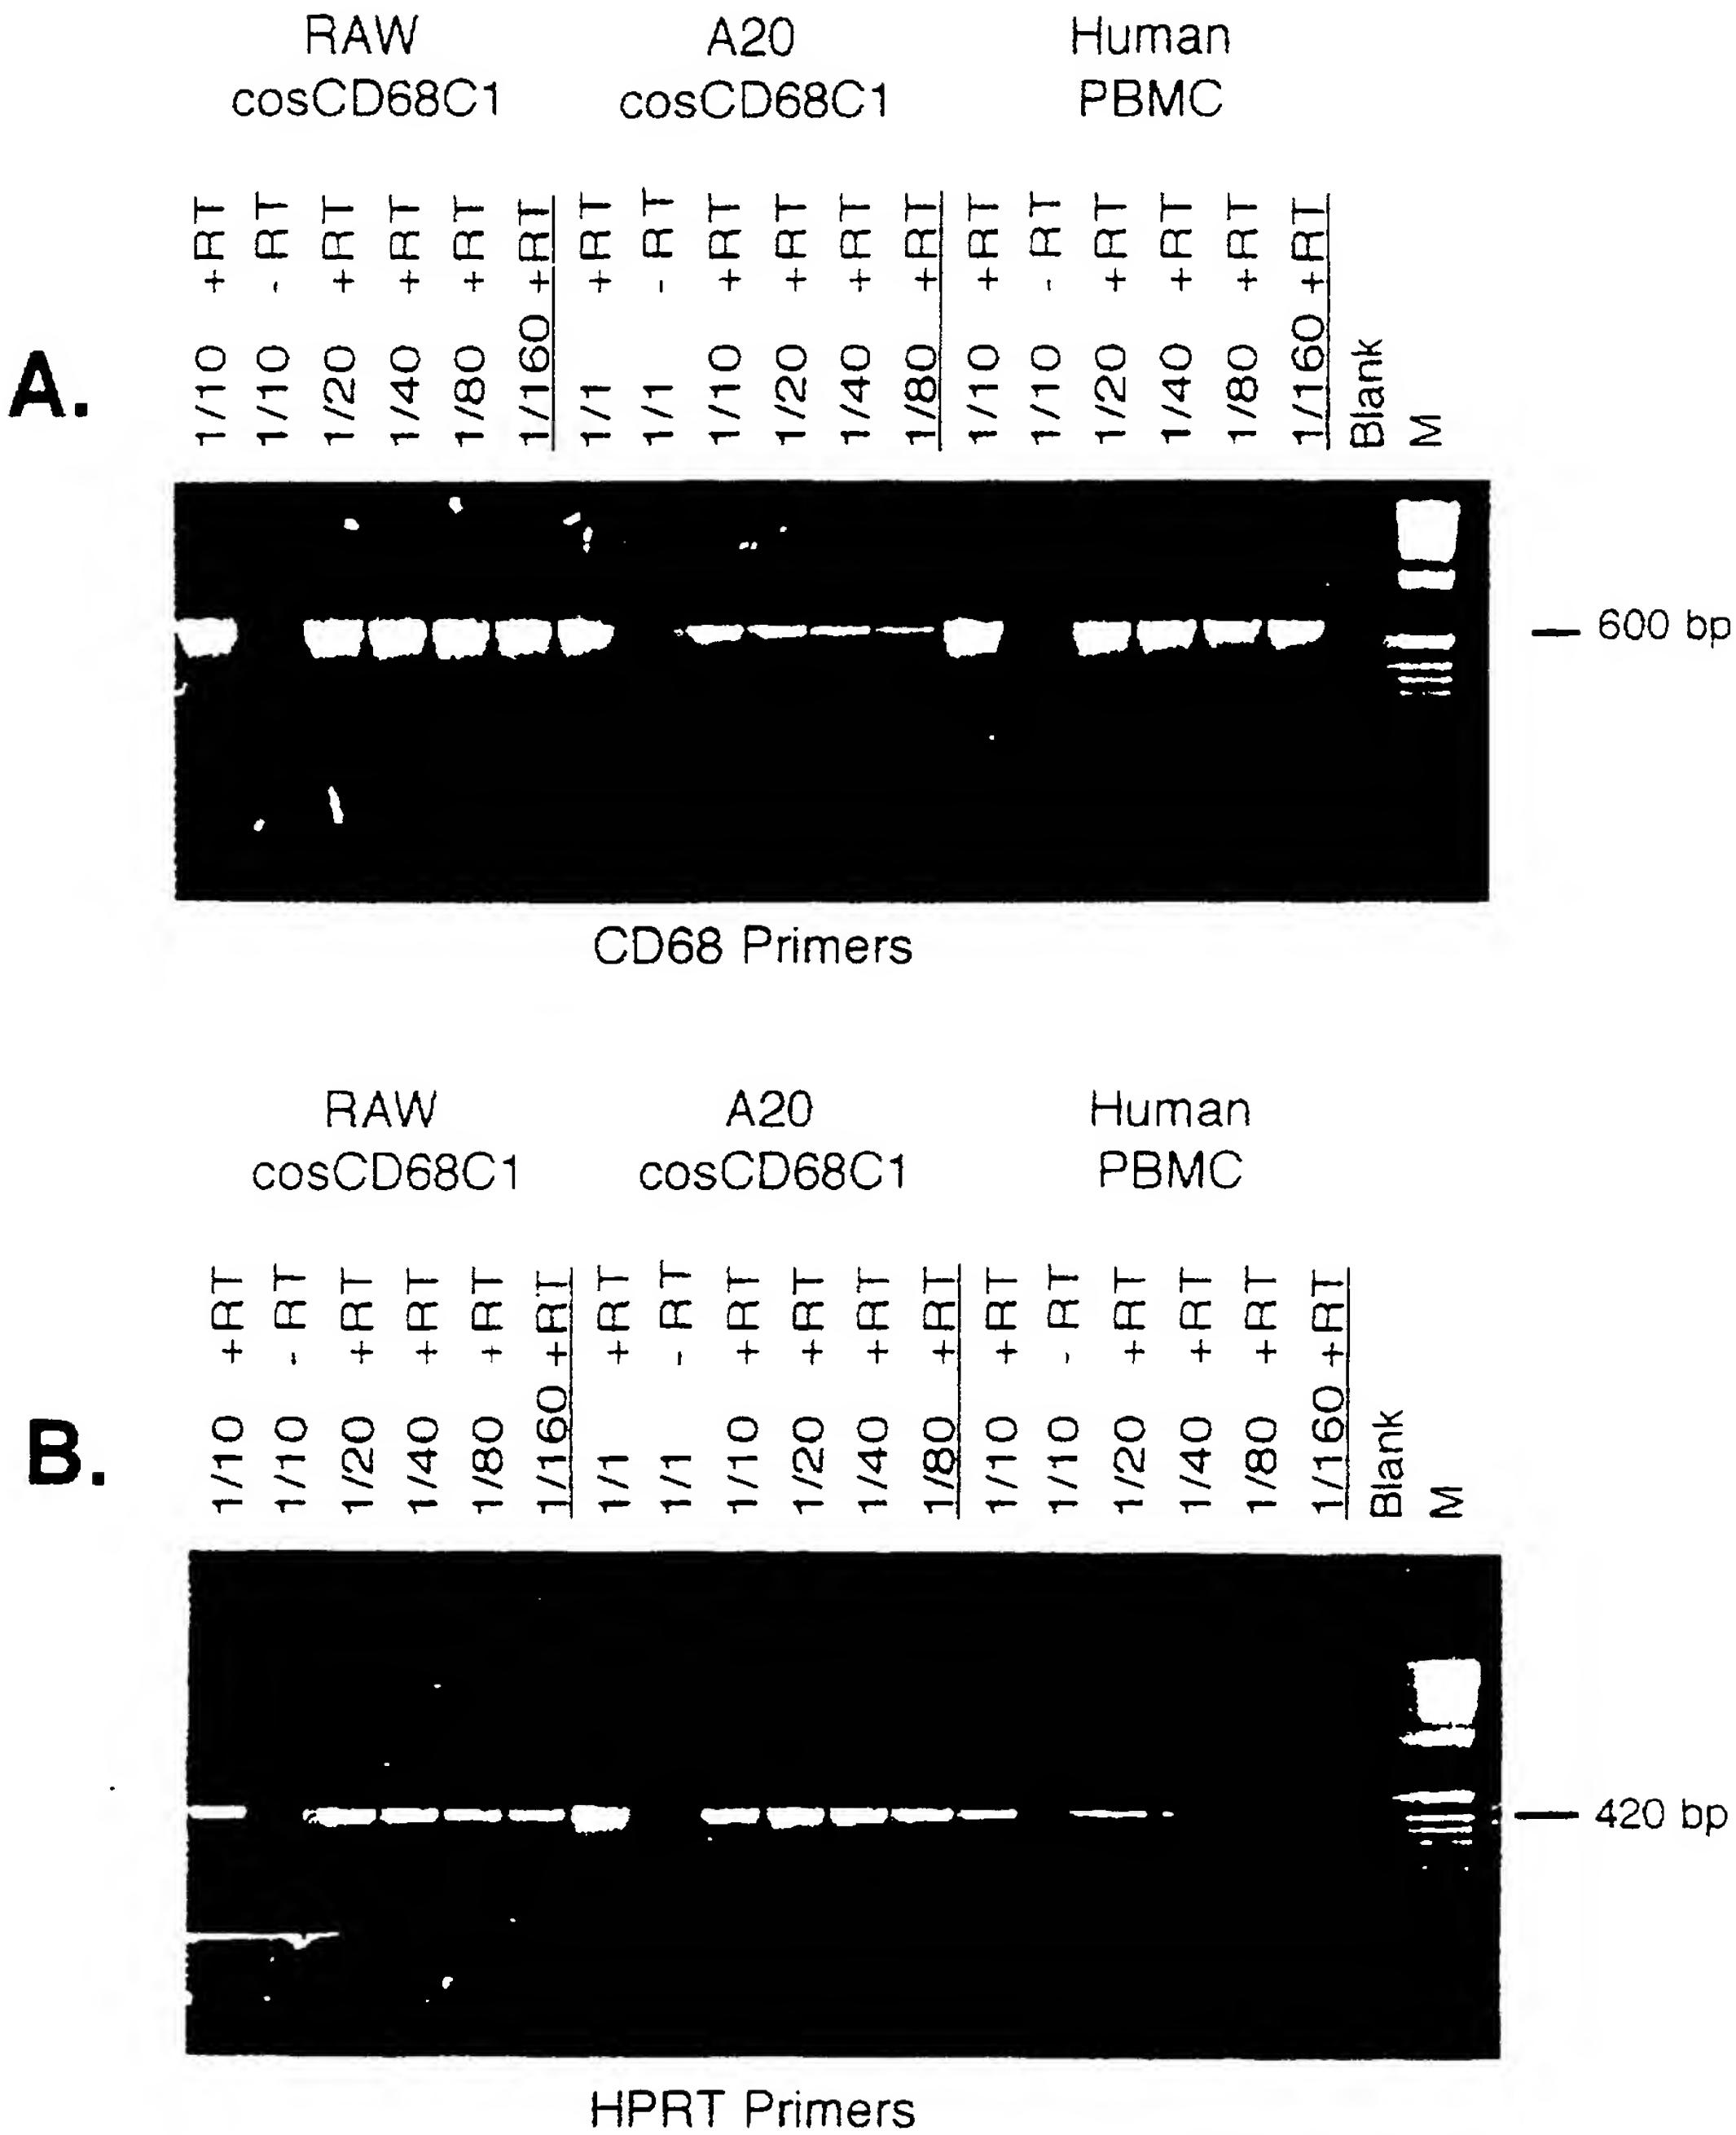 RAW A20 Human
cosCD68C1 cosCD68C1 PBMC
A.
1/10 +RT
1/10 - RT
1/20 +RT
1/40 +RT
1/80 +RT
1/160 +RT
1/1 +RT
1/1 - RT
1/10 +RT
1/20 +RT
1/40 +RT
1/80 +RT
1/10 +RT
1/10 - RT
1/20 +RT
1/40 +RT
1/80 +RT
1/160 +RT
Blank
M
600 bp
CD68 Primers
RAW A20 Human
cosCD68C1 cosCD68C1 PBMC
B.
1/10 +RT
1/10 - RT
1/20 +RT
1/40 +RT
1/80 +RT
1/160 +RT
1/1 +RT
1/1 - RT
1/10 +RT
1/20 +RT
1/40 +RT
1/80 +RT
1/10 +RT
1/10 - RT
1/20 +RT
1/40 +RT
1/80 +RT
1/160 +RT
Blank
M
420 bp
HPRT Primers